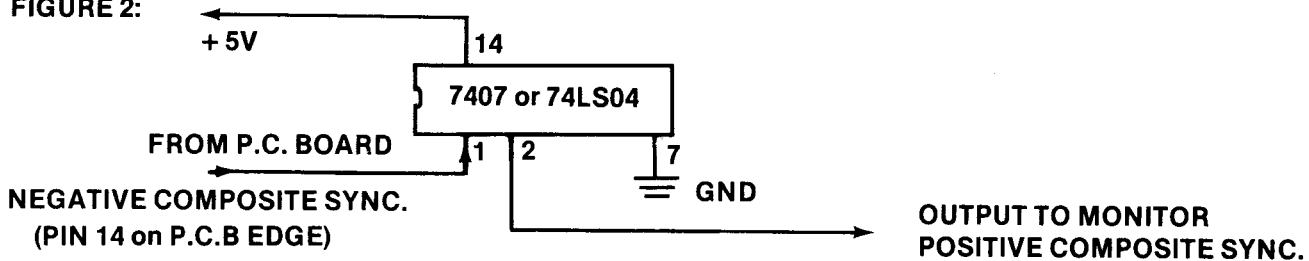 FIGURE 2:
+ 5V
14
7407 or 74LS04
FROM P.C. BOARD
1
2
7
GND
NEGATIVE COMPOSITE SYNC.
(PIN 14 on P.C.B EDGE)
OUTPUT TO MONITOR
POSITIVE COMPOSITE SYNC.